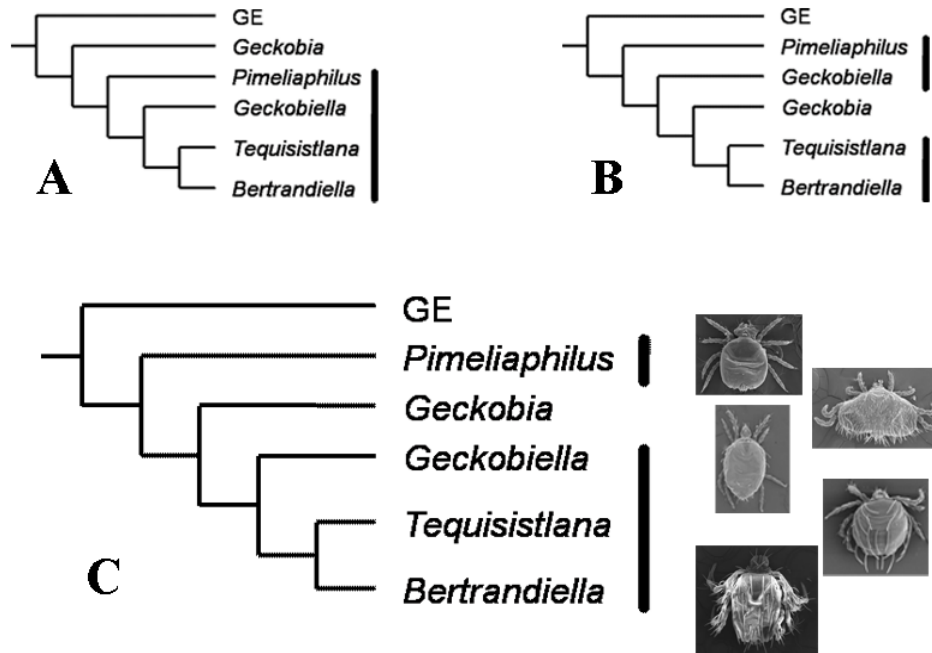 GE
Geckobia
Pimeliaphilus
Geckobiella
Tequisistlana
Bertrandiella
A
GE
Pimeliaphilus
Geckobiella
Geckobia
Tequisistlana
Bertrandiella
B
GE
Pimeliaphilus
Geckobia
Geckobiella
Tequisistlana
Bertrandiella
C